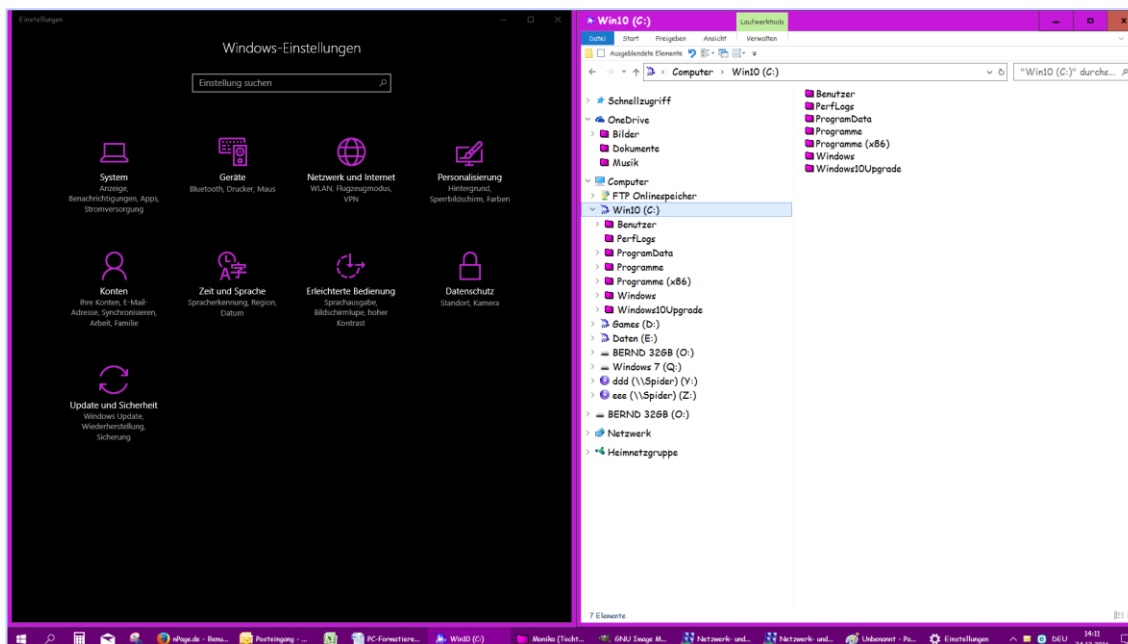 Einstellungen
Windows-Einstellungen
Einstellung suchen
System
Anzeige,
Benachrichtigungen, Apps,
Stromversorgung
Geräte
Bluetooth, Drucker, Maus
Netzwerk und Internet
WLAN, Flugzeugmodus,
VPN
Personalisierung
Hintergrund,
Sperrbildschirm, Farben
Konten
Ihre Konten, E-Mail-
Adresse, Synchronisieren,
Arbeit, Familie
Zeit und Sprache
Spracherkennung, Region,
Datum
Erleichterte Bedienung
Sprachausgabe,
Bildschirmlupe, hoher
Kontrast
Datenschutz
Standort, Kamera
Update und Sicherheit
Windows Update,
Wiederherstellung,
Sicherung
Win10 (C:)
Laufwerktools
Datei Start Freigeben Ansicht Verwalten
Ausgeblendete Elemente
Computer Win10 (C:)
"Win10 (C:)" durchs...
Schnellzugriff
OneDrive
Bilder
Dokumente
Musik
Computer
FTP Onlinespeicher
Win10 (C:)
Benutzer
PerfLogs
ProgramData
Programme
Programme (x86)
Windows
Windows10Upgrade
Games (D:)
Daten (E:)
BERND 32GB (O:)
Windows 7 (Q:)
ddd (\\Spider) (Y:)
eee (\\Spider) (Z:)
BERND 32GB (O:)
Netzwerk
Heimnetzgruppe
Benutzer
PerfLogs
ProgramData
Programme
Programme (x86)
Windows
Windows10Upgrade
7 Elemente
nPage.de - Benu... Posteingang - ... PC-Formatiere... Win10 (C:) Monika (Tocht... GNU Image M... Netzwerk- und... Netzwerk- und... Unbenannt - Pa... Einstellungen DEU 14:11